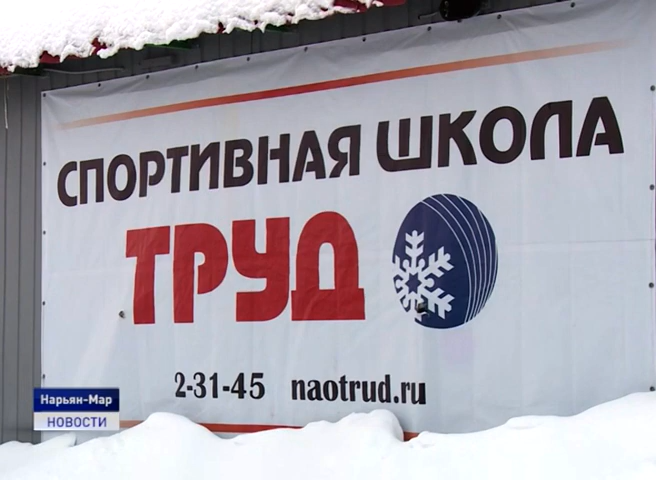 СПОРТИВНАЯ ШКОЛА
ТРУД
2-31-45 naotrud.ru
Нарьян-Мар
НОВОСТИ